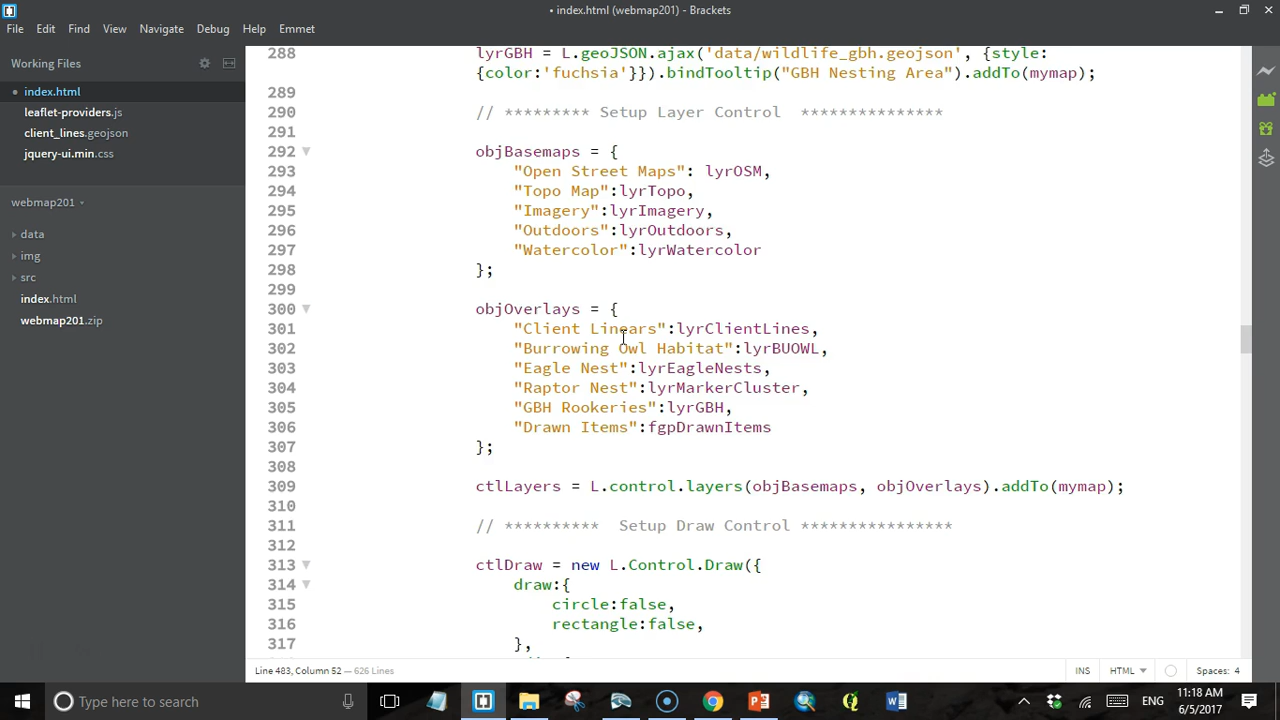 • index.html (webmap201) - Brackets
File Edit Find View Navigate Debug Help Emmet
Working Files
• index.html
leaflet-providers.js
client_lines.geojson
jquery-ui.min.css
webmap201
data
img
src
index.html
webmap201.zip
288 lyrGBH = L.geoJSON.ajax('data/wildlife_gbh.geojson', {style:
{color:'fuchsia'}}).bindTooltip("GBH Nesting Area").addTo(mymap);
289
290 // ********* Setup Layer Control ***************
291
292 objBasemaps = {
293 "Open Street Maps": lyrOSM,
294 "Topo Map":lyrTopo,
295 "Imagery":lyrImagery,
296 "Outdoors":lyrOutdoors,
297 "Watercolor":lyrWatercolor
298 };
299
300 objOverlays = {
301 "Client Linears":lyrClientLines,
302 "Burrowing Owl Habitat":lyrBUOWL,
303 "Eagle Nest":lyrEagleNests,
304 "Raptor Nest":lyrMarkerCluster,
305 "GBH Rookeries":lyrGBH,
306 "Drawn Items":fgpDrawnItems
307 };
308
309 ctlLayers = L.control.layers(objBasemaps, objOverlays).addTo(mymap);
310
311 // ********** Setup Draw Control ****************
312
313 ctlDraw = new L.Control.Draw({
314 draw:{
315 circle:false,
316 rectangle:false,
317 },
Line 483, Column 52 — 626 Lines
INS HTML Spaces: 4
Type here to search
ENG
11:18 AM
6/5/2017